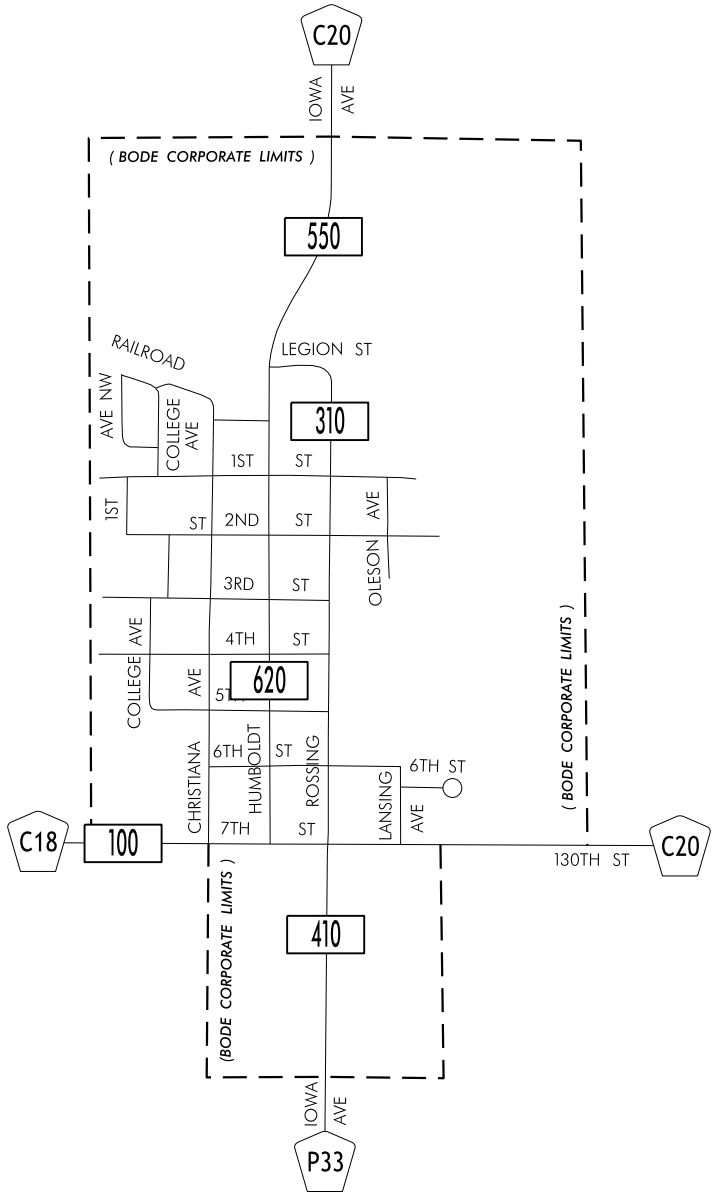 C20
IOWA AVE
( BODE CORPORATE LIMITS )
550
RAILROAD
LEGION ST
AVE NW
COLLEGE AVE
310
1ST ST
1ST
ST
2ND ST
AVE
OLESON
3RD ST
COLLEGE AVE
4TH ST
AVE
620
( BODE CORPORATE LIMITS )
CHRISTIANA
6TH ST
HUMBOLDT
ROSSING
6TH ST
LANSING AVE
7TH ST
C18
100
C20
130TH ST
(BODE CORPORATE LIMITS )
410
IOWA AVE
P33